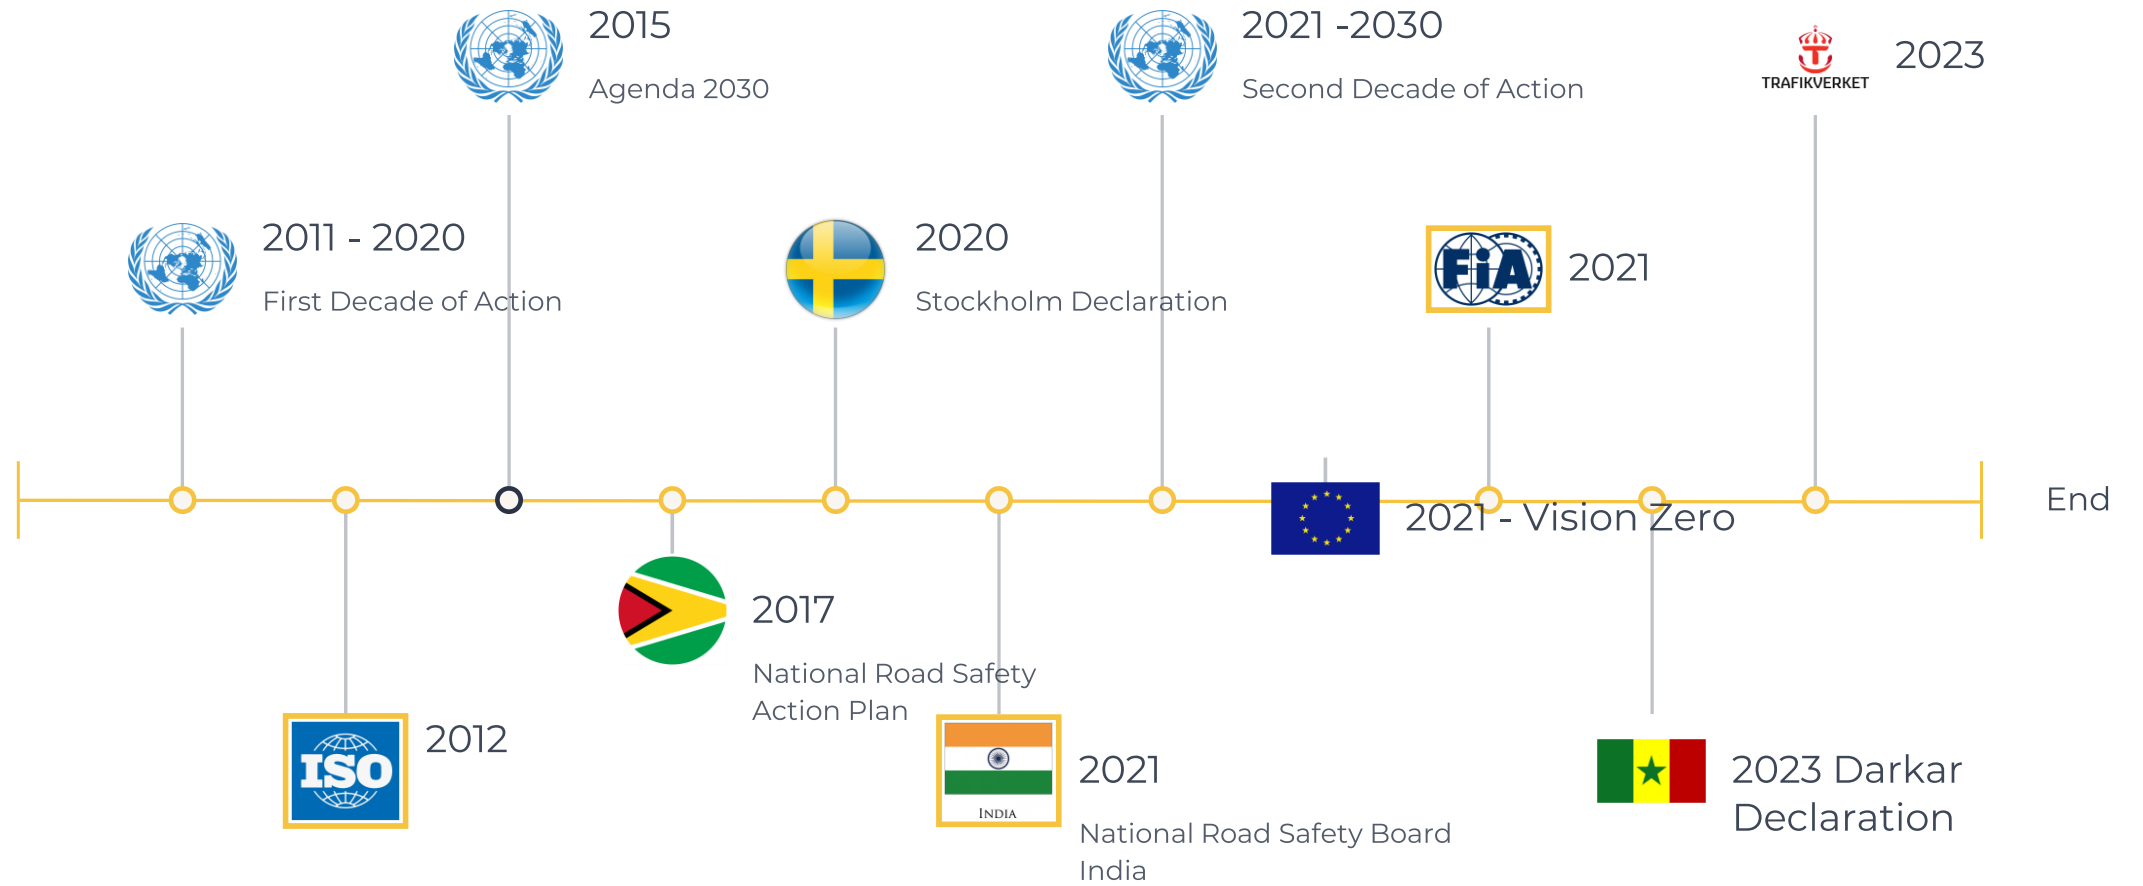 2015
Agenda 2030
2021 -2030
Second Decade of Action
TRAFIKVERKET
2023
2011 - 2020
First Decade of Action
2020
Stockholm Declaration
FiA
2021
End
2021 - Vision Zero
2017
National Road Safety
Action Plan
ISO
2012
INDIA
2021
National Road Safety Board
India
2023 Darkar
Declaration